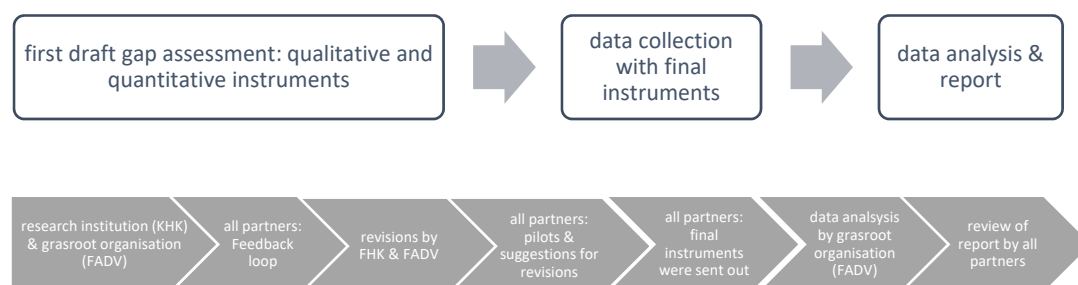 first draft gap assessment: qualitative and
quantitative instruments
data collection
with final
instruments
data analysis &
report
research institution (KHK)
& grasroot organisation
(FADV)
all partners:
Feedback
loop
revisions by
FHK & FADV
all partners:
pilots &
suggestions for
revisions
all partners:
final
instruments
were sent out
data analsysis
by grasroot
organisation
(FADV)
review of
report by all
partners